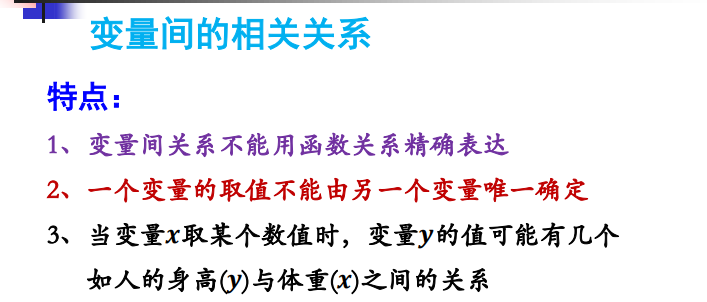 变量间的相关关系
特点：
1、变量间关系不能用函数关系精确表达
2、一个变量的取值不能由另一个变量唯一确定
3、当变量x取某个数值时，变量y的值可能有几个
如人的身高(y)与体重(x)之间的关系